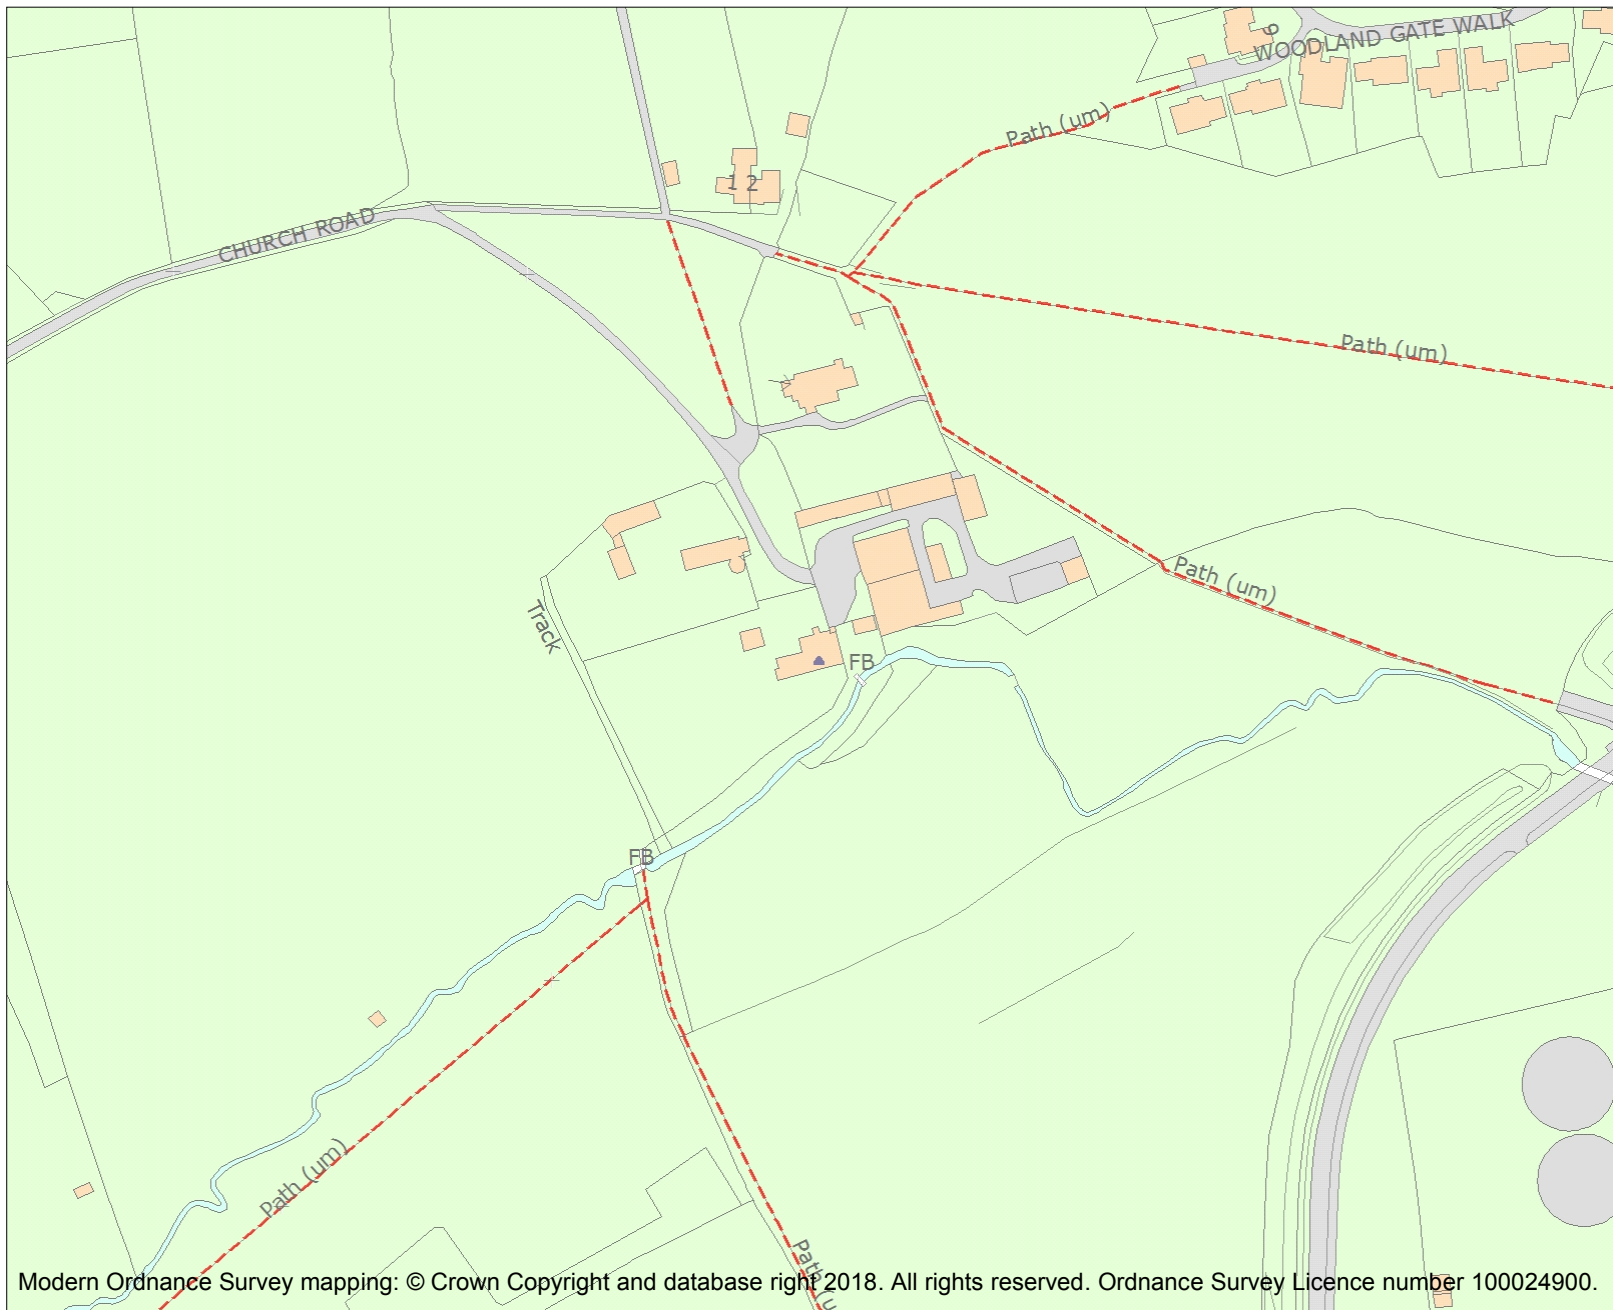 9
WOODLAND GATE WALK
Path (um)
1 2
CHURCH ROAD
Path (um)
Path (um)
Track
FB
FB
Path (um)
Path (u
Modern Ordnance Survey mapping: © Crown Copyright and database right 2018. All rights reserved. Ordnance Survey Licence number 100024900.